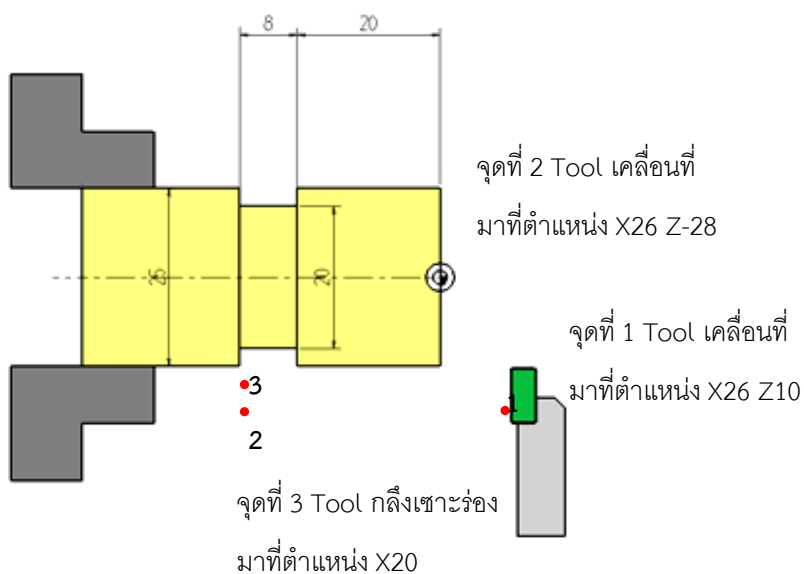 8
20
จุดที่ 2 Tool เคลื่อนที่
มาที่ตำแหน่ง X26 Z-28
25
20
จุดที่ 1 Tool เคลื่อนที่
มาที่ตำแหน่ง X26 Z10
3
1
2
จุดที่ 3 Tool กลึงเซาะร่อง
มาที่ตำแหน่ง X20